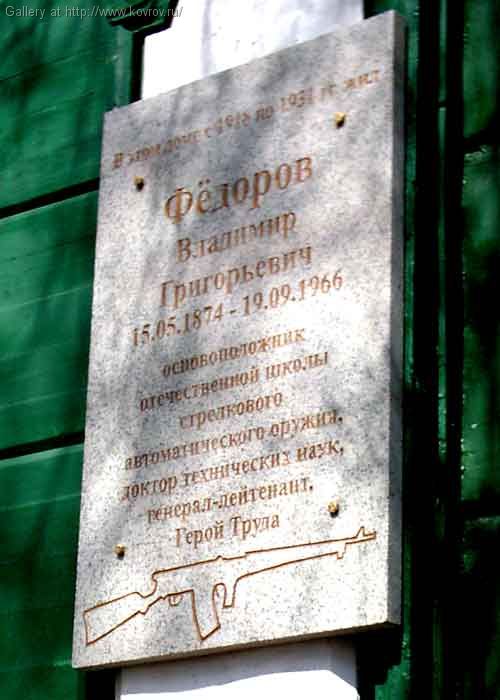 Gallery at http://www.kovrov.ru/
В этом доме с 1918 по 1931 гг. жил
Фёдоров
Владимир
Григорьевич
15.05.1874 - 19.09.1966
основоположник
отечественной школы
стрелкового
автоматического оружия,
доктор технических наук,
генерал-лейтенант,
Герой Труда